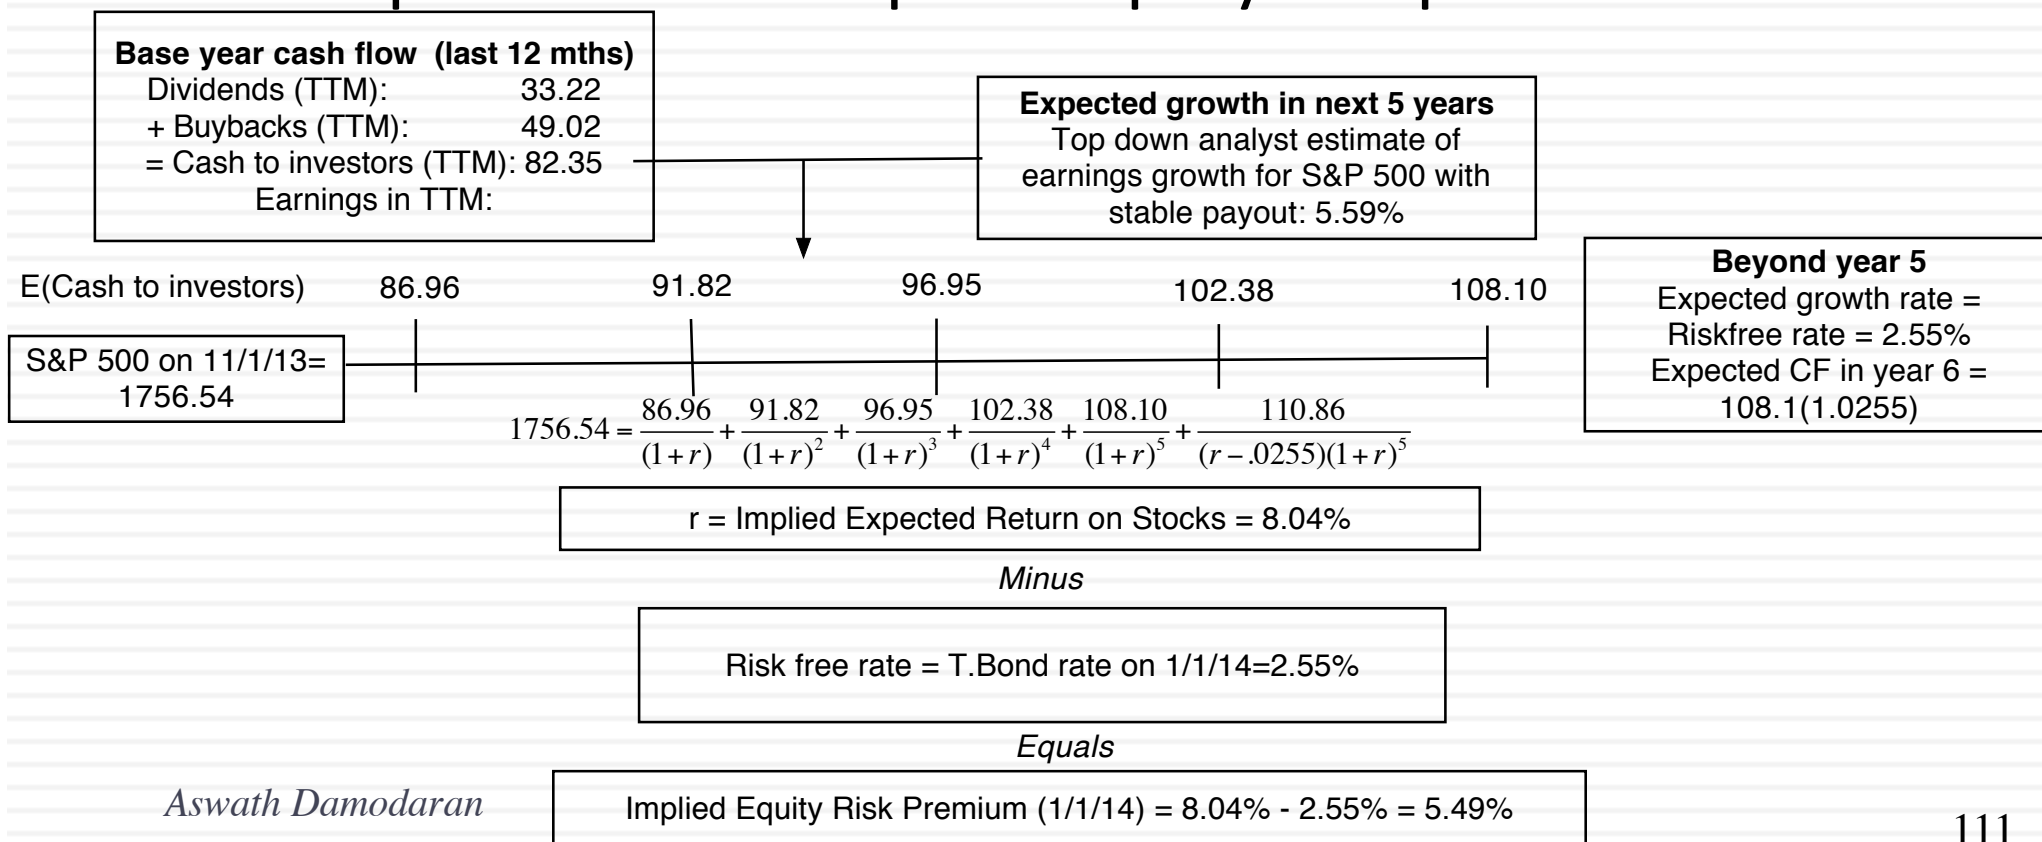 Base year cash flow (last 12 mths)
Dividends (TTM): 33.22
+ Buybacks (TTM): 49.02
= Cash to investors (TTM): 82.35
Earnings in TTM:
Expected growth in next 5 years
Top down analyst estimate of
earnings growth for S&P 500 with
stable payout: 5.59%
E(Cash to investors) 86.96 91.82 96.95 102.38 108.10
Beyond year 5
Expected growth rate =
Riskfree rate = 2.55%
Expected CF in year 6 =
108.1(1.0255)
S&P 500 on 11/1/13=
1756.54
1756.54 = 86.96/(1+r) + 91.82/(1+r)^2 + 96.95/(1+r)^3 + 102.38/(1+r)^4 + 108.10/(1+r)^5 + 110.86/(r-.0255)(1+r)^5
r = Implied Expected Return on Stocks = 8.04%
Minus
Risk free rate = T.Bond rate on 1/1/14=2.55%
Equals
Implied Equity Risk Premium (1/1/14) = 8.04% - 2.55% = 5.49%
Aswath Damodaran
111